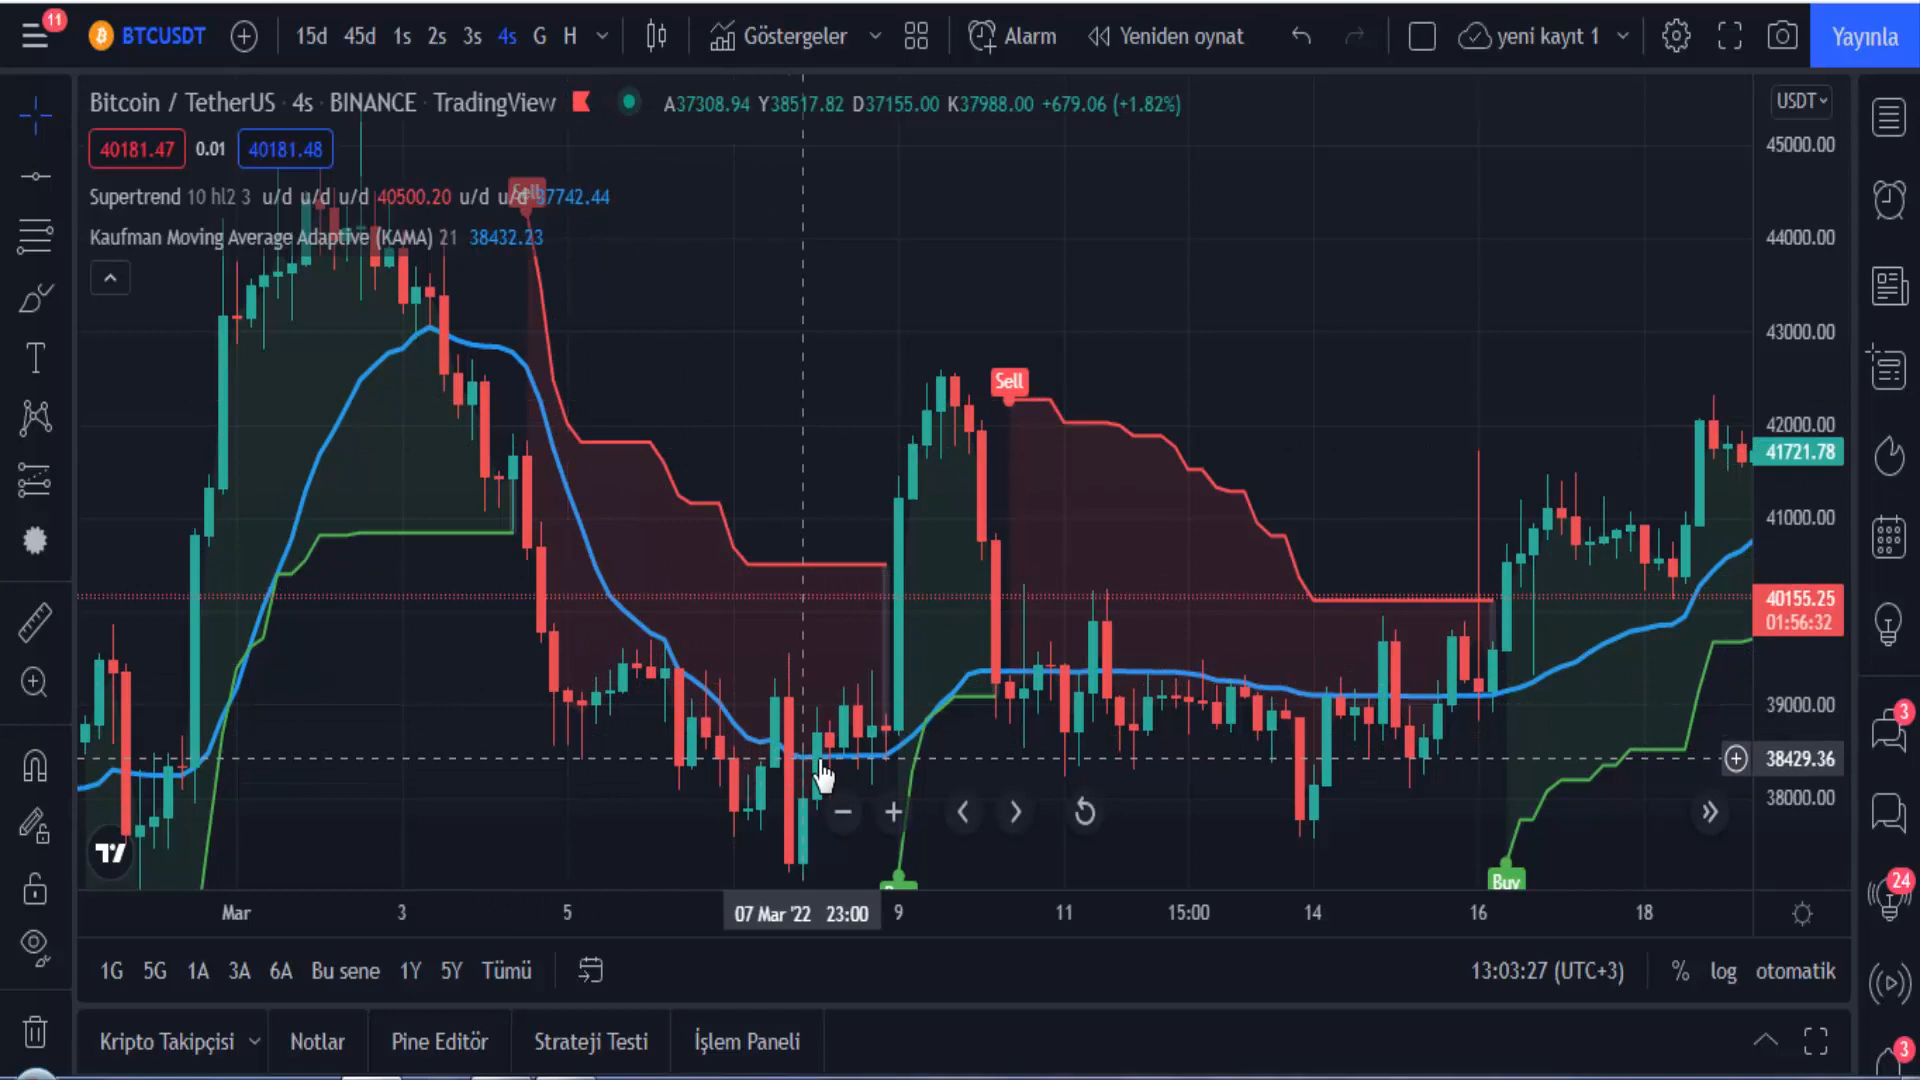 11
BTCUSDT
15d 45d 1s 2s 3s 4s G H
Göstergeler
Alarm
Yeniden oynat
yeni kayıt 1
Yayınla
Bitcoin / TetherUS · 4s · BINANCE · TradingView
A37308.94 Y38517.82 D37155.00 K37988.00 +679.06 (+1.82%)
USDT
40181.47 0.01 40181.48
Supertrend 10 hl2 3 u/d u/d u/d 40500.20 u/d u/d 37742.44
Sell
Kaufman Moving Average Adaptive (KAMA) 21 38432.23
Sell
Buy
45000.00
44000.00
43000.00
42000.00
41721.78
41000.00
40155.25
01:56:32
39000.00
38429.36
38000.00
3
24
3
Mar 3 5 07 Mar '22 23:00 9 11 15:00 14 16 18
1G 5G 1A 3A 6A Bu sene 1Y 5Y Tümü
13:03:27 (UTC+3) % log otomatik
Kripto Takipçisi Notlar Pine Editör Strateji Testi İşlem Paneli